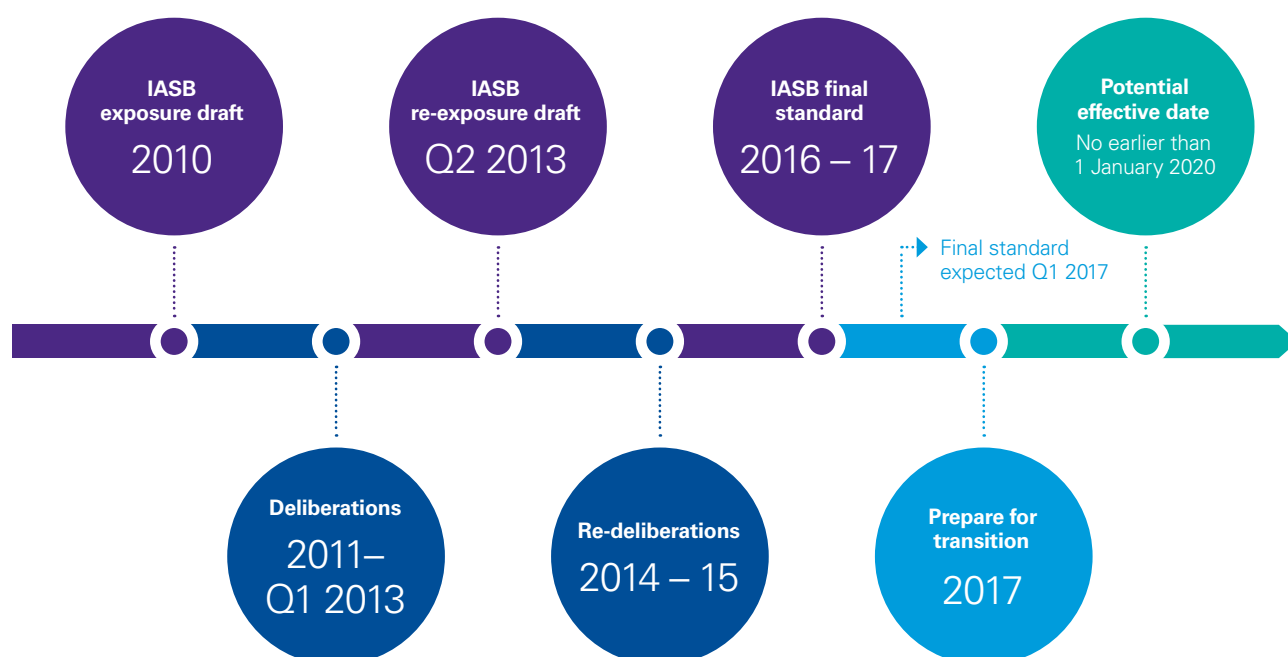 IASB
exposure draft
2010
IASB
re-exposure draft
Q2 2013
IASB final
standard
2016 – 17
Potential
effective date
No earlier than
1 January 2020
Final standard
expected Q1 2017
Deliberations
2011–
Q1 2013
Re-deliberations
2014 – 15
Prepare for
transition
2017